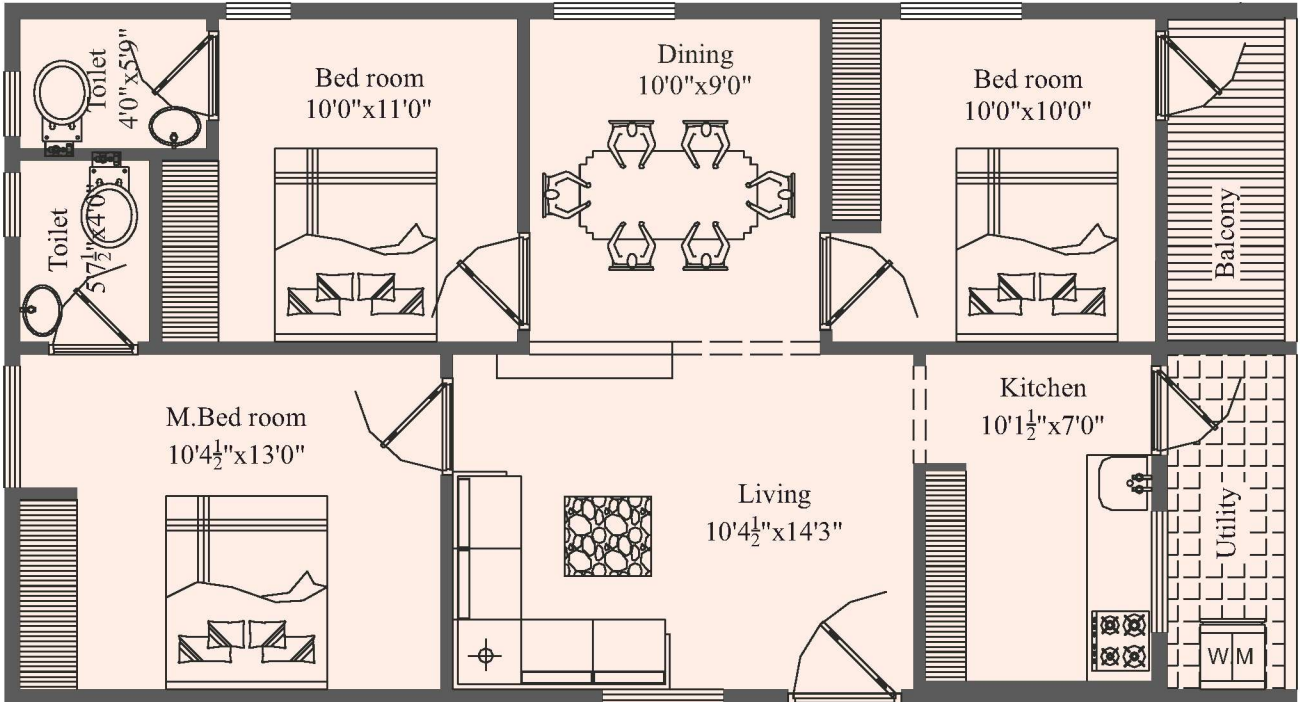 Toilet
4'0"x5'9"
Bed room
10'0"x11'0"
Dining
10'0"x9'0"
Bed room
10'0"x10'0"
Balcony
Toilet
5'7½"x4'0"
M.Bed room
10'4½"x13'0"
Living
10'4½"x14'3"
Kitchen
10'1½"x7'0"
Utility
W.M